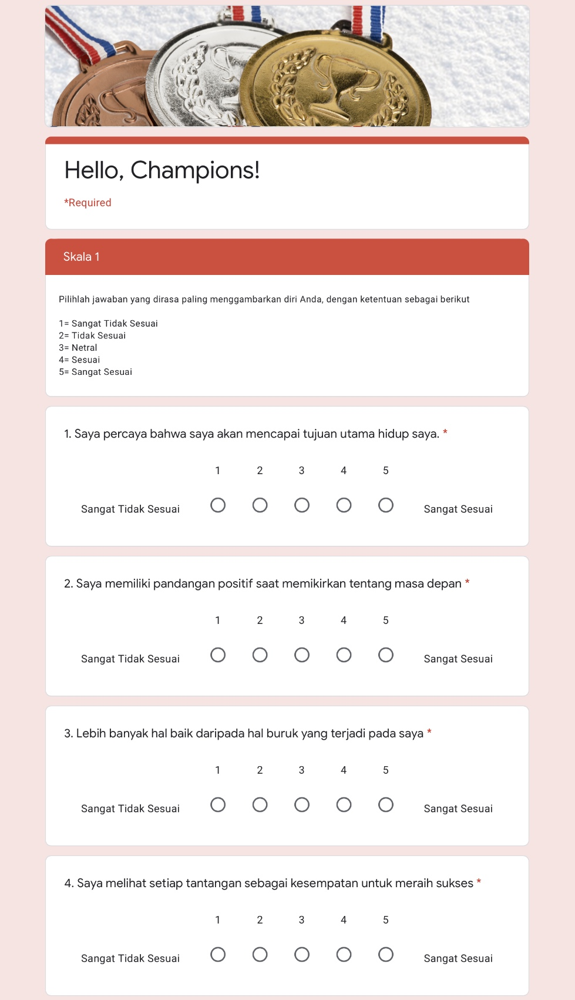 Hello, Champions!
*Required
Skala 1
Pilihlah jawaban yang dirasa paling menggambarkan diri Anda, dengan ketentuan sebagai berikut
1= Sangat Tidak Sesuai
2= Tidak Sesuai
3= Netral
4= Sesuai
5= Sangat Sesuai
1. Saya percaya bahwa saya akan mencapai tujuan utama hidup saya. *
1 2 3 4 5
Sangat Tidak Sesuai Sangat Sesuai
2. Saya memiliki pandangan positif saat memikirkan tentang masa depan *
1 2 3 4 5
Sangat Tidak Sesuai Sangat Sesuai
3. Lebih banyak hal baik daripada hal buruk yang terjadi pada saya *
1 2 3 4 5
Sangat Tidak Sesuai Sangat Sesuai
4. Saya melihat setiap tantangan sebagai kesempatan untuk meraih sukses *
1 2 3 4 5
Sangat Tidak Sesuai Sangat Sesuai